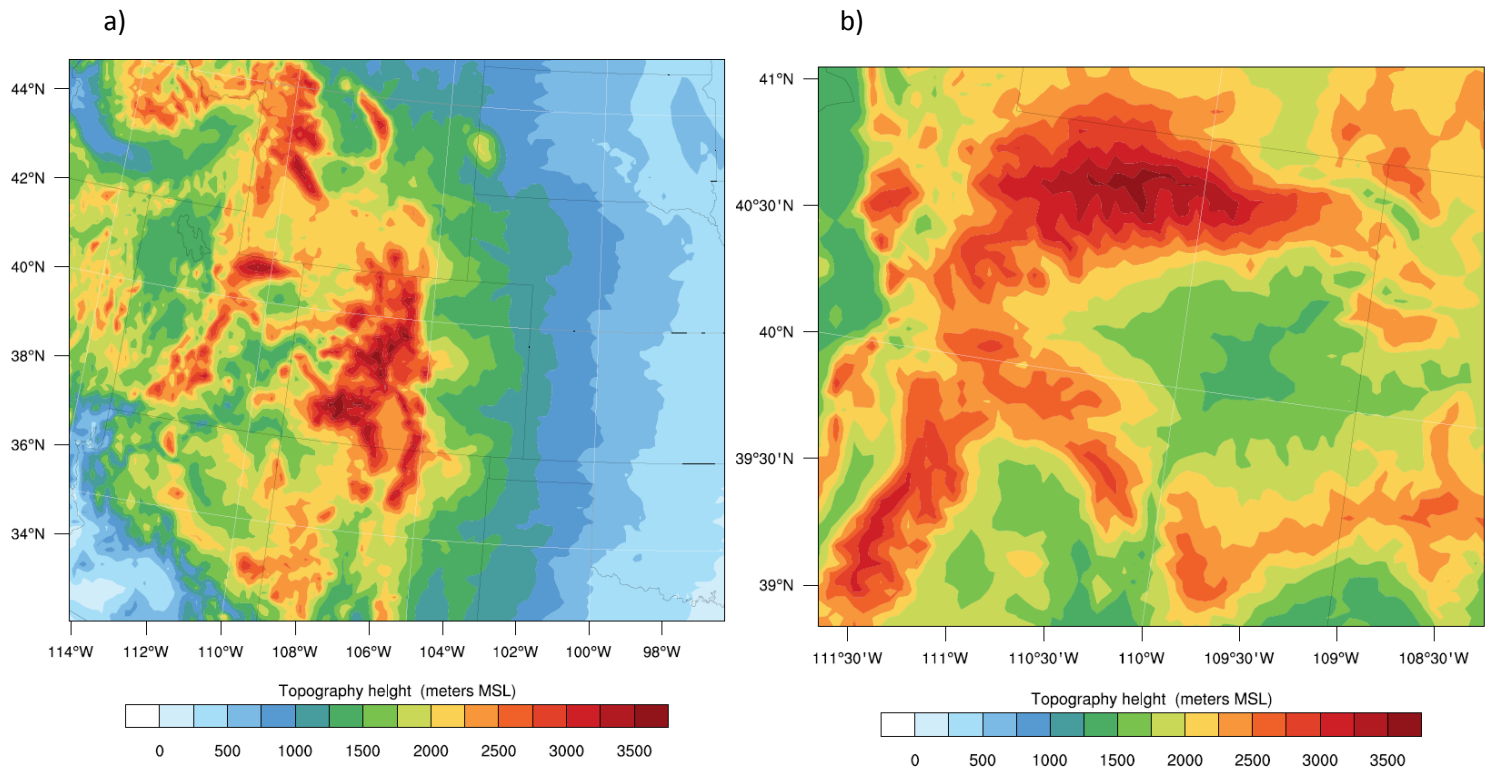 a)
b)
44°N
42°N
40°N
38°N
36°N
34°N
114°W 112°W 110°W 108°W 106°W 104°W 102°W 100°W 98°W
Topography height (meters MSL)
0 500 1000 1500 2000 2500 3000 3500
41°N
40°30'N
40°N
39°30'N
39°N
111°30'W 111°W 110°30'W 110°W 109°30'W 109°W 108°30'W
Topography height (meters MSL)
0 500 1000 1500 2000 2500 3000 3500